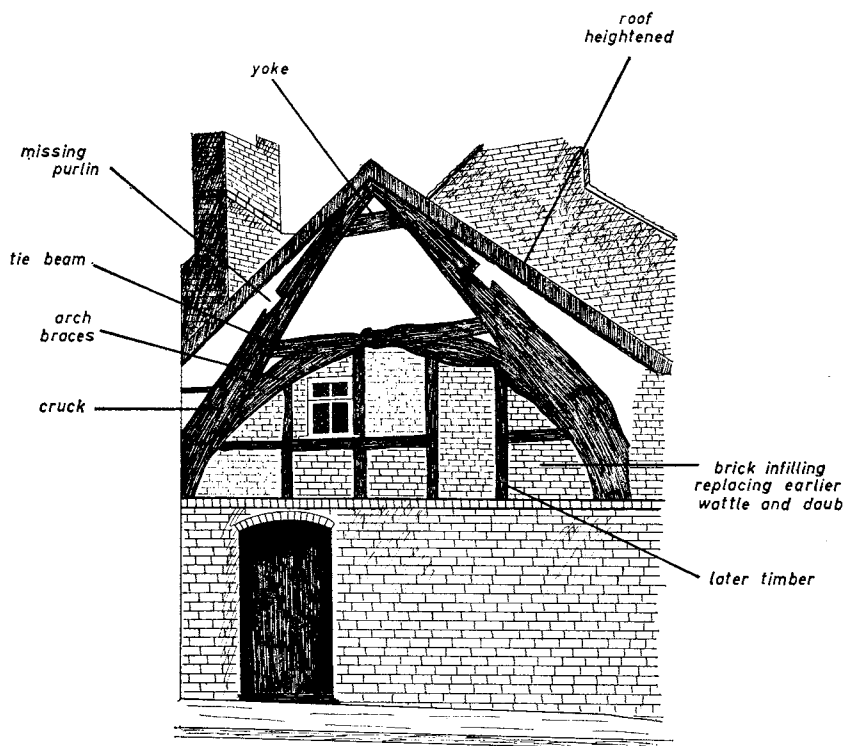 roof
heightened
yoke
missing
purlin
tie beam
arch
braces
cruck
brick infilling
replacing earlier
wattle and daub
later timber